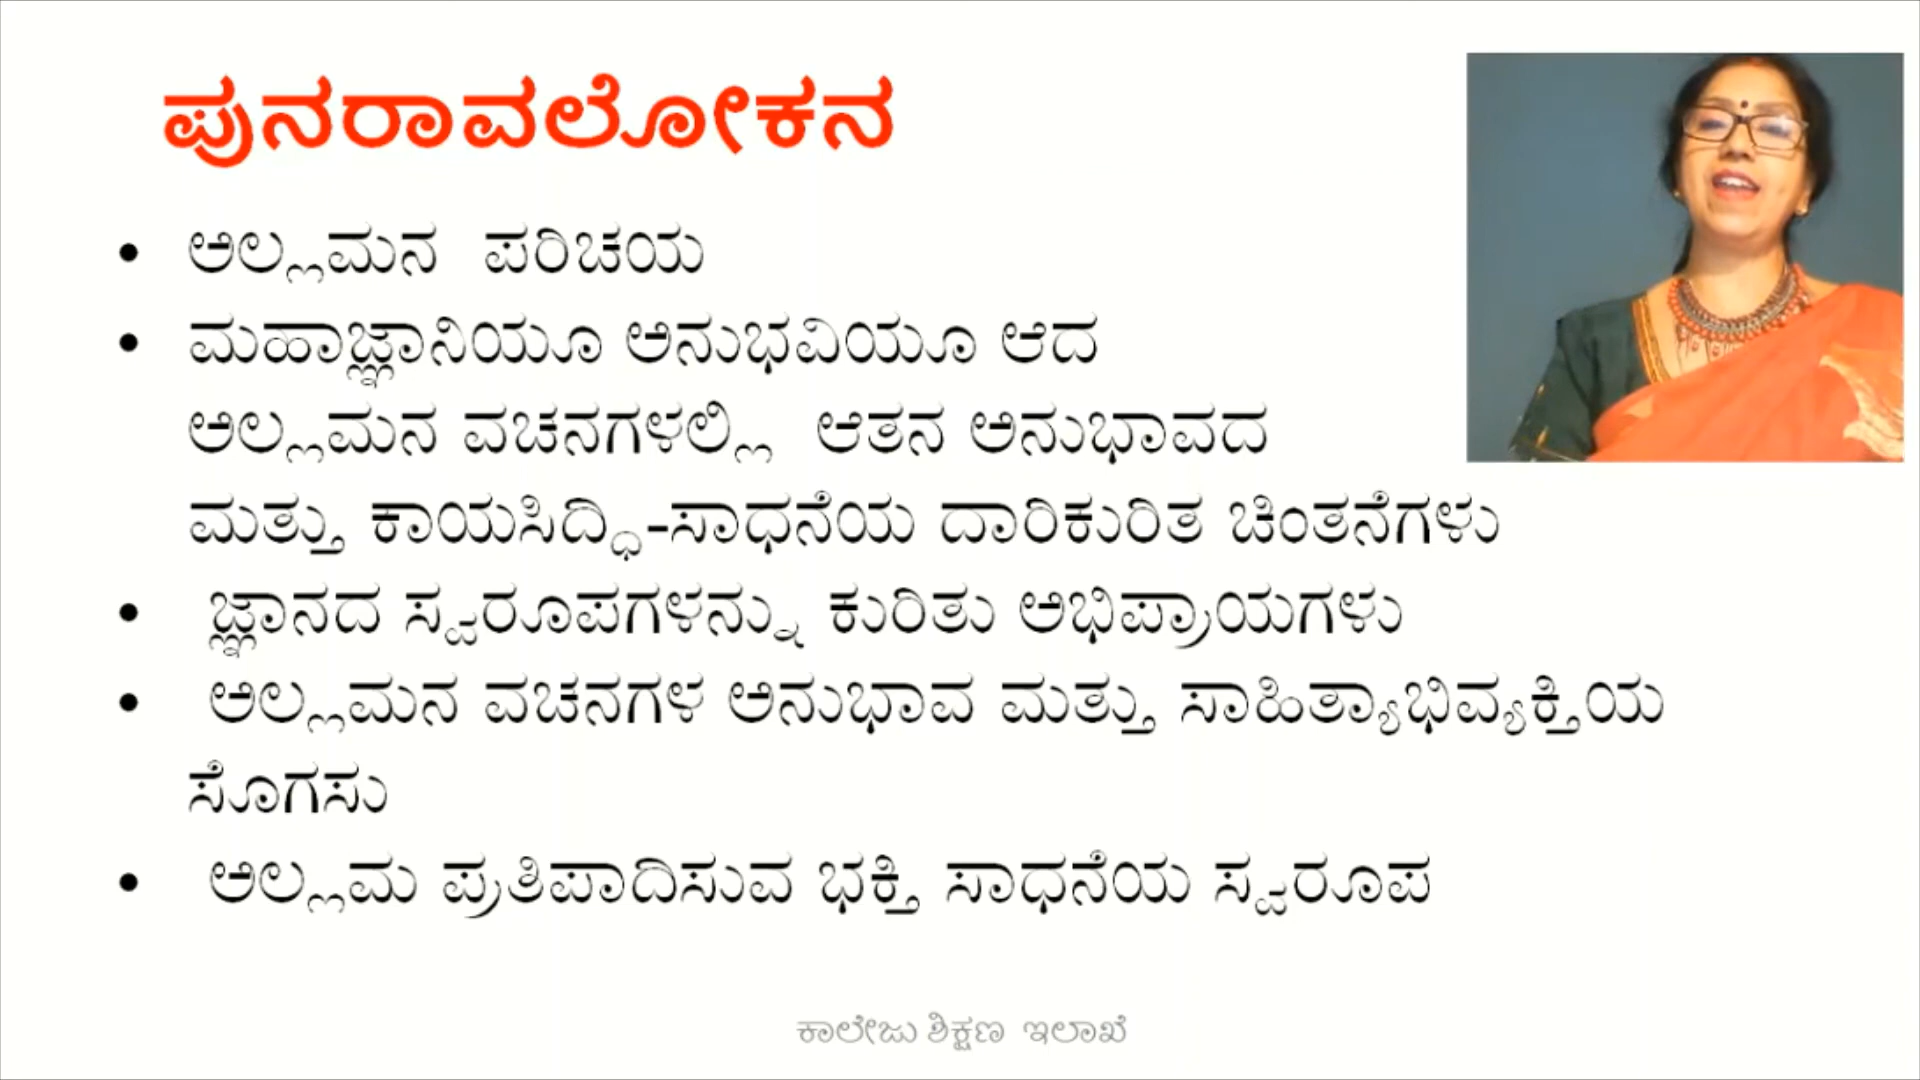 ಪುನರಾವಲೋಕನ
• ಅಲ್ಲಮನ ಪರಿಚಯ
• ಮಹಾಜ್ಞಾನಿಯೂ ಅನುಭವಿಯೂ ಆದ
ಅಲ್ಲಮನ ವಚನಗಳಲ್ಲಿ ಆತನ ಅನುಭಾವದ
ಮತ್ತು ಕಾಯಸಿದ್ಧಿ-ಸಾಧನೆಯ ದಾರಿಕುರಿತ ಚಿಂತನೆಗಳು
• ಜ್ಞಾನದ ಸ್ವರೂಪಗಳನ್ನು ಕುರಿತು ಅಭಿಪ್ರಾಯಗಳು
• ಅಲ್ಲಮನ ವಚನಗಳ ಅನುಭಾವ ಮತ್ತು ಸಾಹಿತ್ಯಾಭಿವ್ಯಕ್ತಿಯ
ಸೊಗಸು
• ಅಲ್ಲಮ ಪ್ರತಿಪಾದಿಸುವ ಭಕ್ತಿ ಸಾಧನೆಯ ಸ್ವರೂಪ
ಕಾಲೇಜು ಶಿಕ್ಷಣ ಇಲಾಖೆ